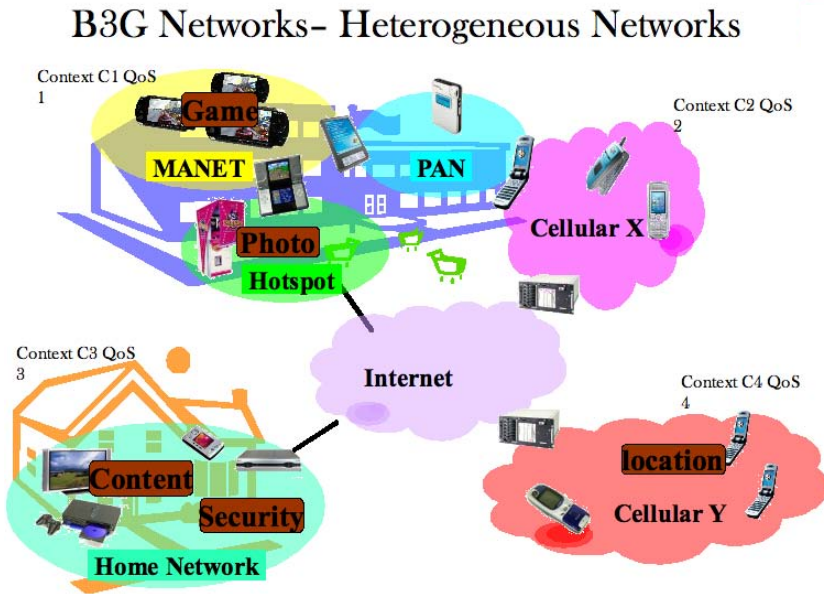 B3G Networks– Heterogeneous Networks
Context C1 QoS
1
Game
MANET
PAN
Context C2 QoS
2
Cellular X
Photo
Hotspot
Internet
Context C3 QoS
3
Content
Security
Home Network
Context C4 QoS
4
location
Cellular Y